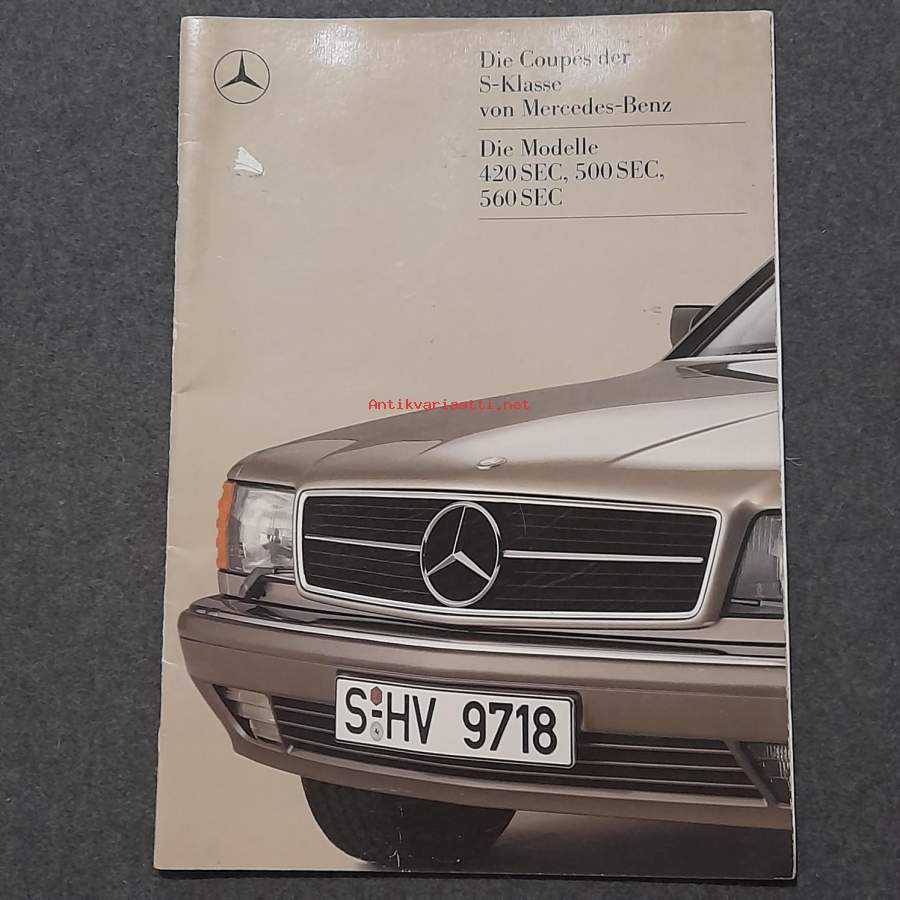 Die Coupés der
S-Klasse
von Mercedes-Benz
Die Modelle
420 SEC, 500 SEC,
560 SEC
Antikvariaatti.net
S-HV 9718